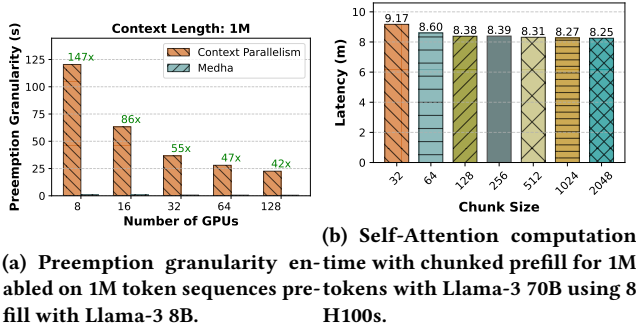 Context Length: 1M
Preemption Granularity (s)
125
100
75
50
25
0
147x
86x
55x
47x
42x
Context Parallelism
Medha
8 16 32 64 128
Number of GPUs
(a) Preemption granularity en-
abled on 1M token sequences pre-
fill with Llama-3 8B.
Latency (m)
10
8
6
4
2
0
9.17 8.60 8.38 8.39 8.31 8.27 8.25
32 64 128 256 512 1024 2048
Chunk Size
(b) Self-Attention computation
time with chunked prefill for 1M
tokens with Llama-3 70B using 8
H100s.